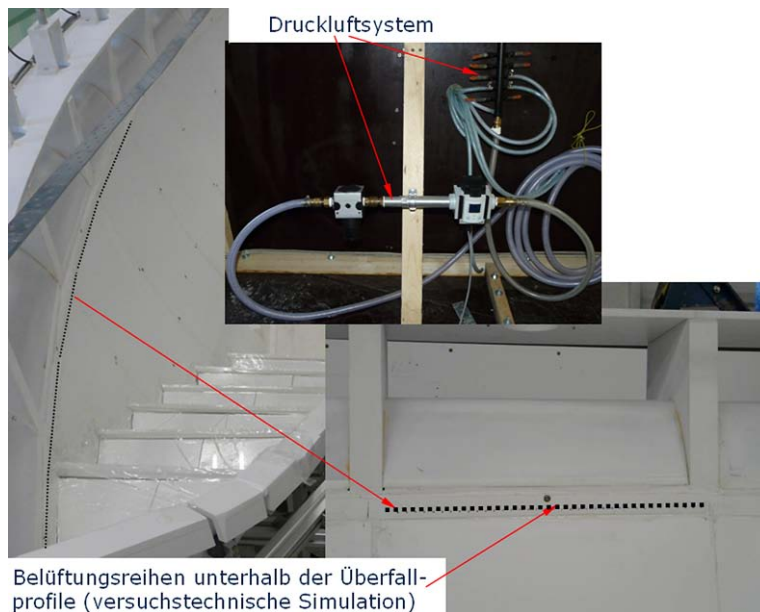 Druckluftsystem
Belüftungsreihen unterhalb der Überfall-
profile (versuchstechnische Simulation)